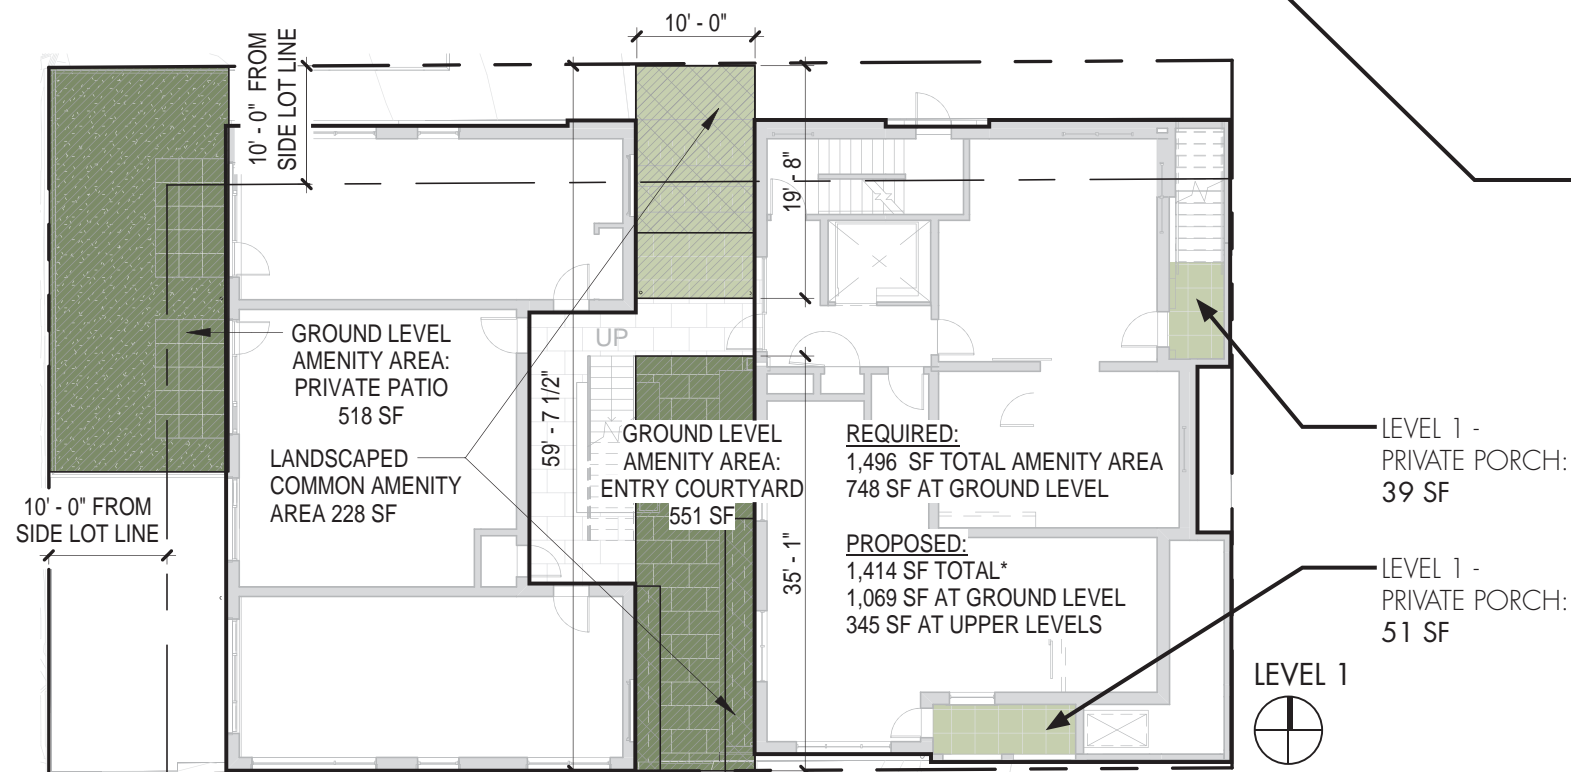 10' - 0"
10' - 0" FROM
SIDE LOT LINE
19' - 8"
UP
GROUND LEVEL
AMENITY AREA:
PRIVATE PATIO
518 SF
59' - 7 1/2"
LANDSCAPED
COMMON AMENITY
AREA 228 SF
GROUND LEVEL
AMENITY AREA:
ENTRY COURTYARD
551 SF
35' - 1"
REQUIRED:
1,496 SF TOTAL AMENITY AREA
748 SF AT GROUND LEVEL
PROPOSED:
1,414 SF TOTAL*
1,069 SF AT GROUND LEVEL
345 SF AT UPPER LEVELS
10' - 0" FROM
SIDE LOT LINE
LEVEL 1 -
PRIVATE PORCH:
39 SF
LEVEL 1 -
PRIVATE PORCH:
51 SF
LEVEL 1